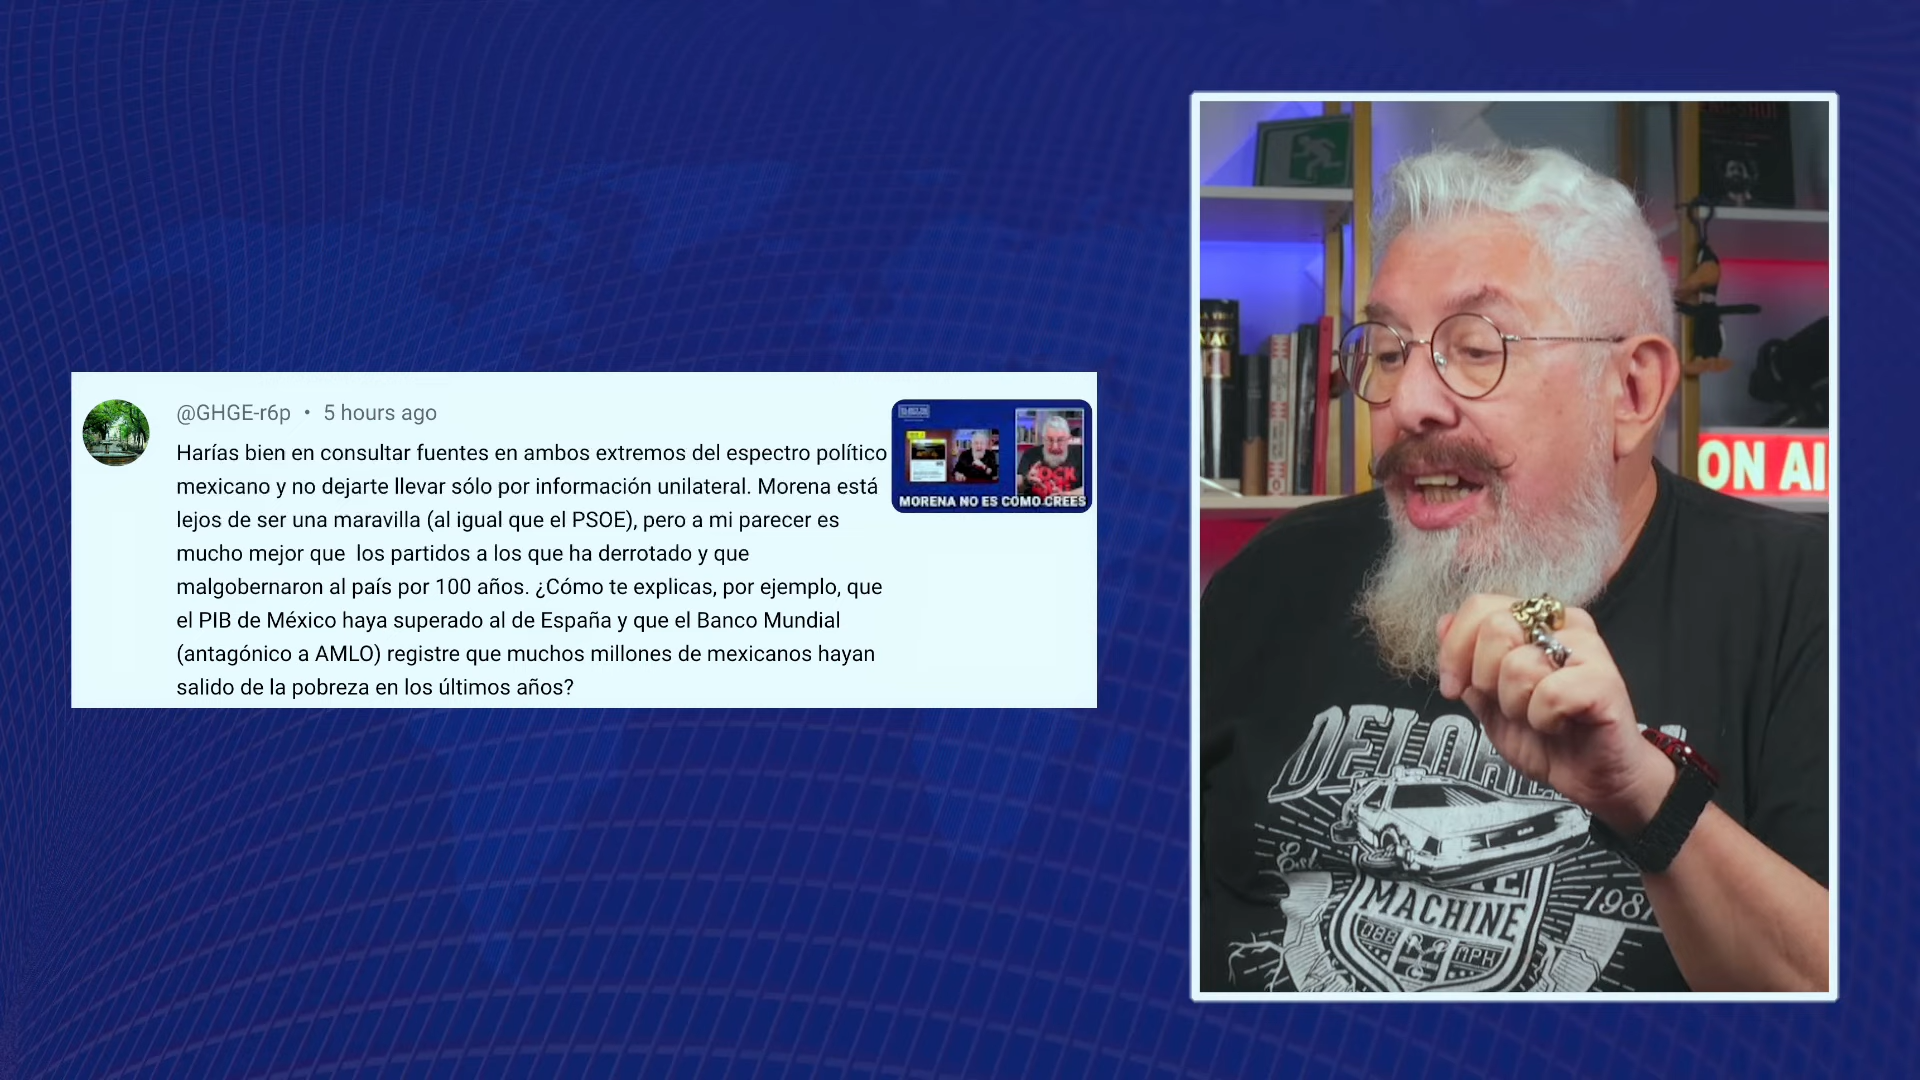 @GHGE-r6p • 5 hours ago
Harías bien en consultar fuentes en ambos extremos del espectro político
mexicano y no dejarte llevar sólo por información unilateral. Morena está
lejos de ser una maravilla (al igual que el PSOE), pero a mi parecer es
mucho mejor que  los partidos a los que ha derrotado y que
malgobernaron al país por 100 años. ¿Cómo te explicas, por ejemplo, que
el PIB de México haya superado al de España y que el Banco Mundial
(antagónico a AMLO) registre que muchos millones de mexicanos hayan
salido de la pobreza en los últimos años?
MORENA NO ES COMO CREES
ON AI
Est.
MACHINE
1981
088
MPH